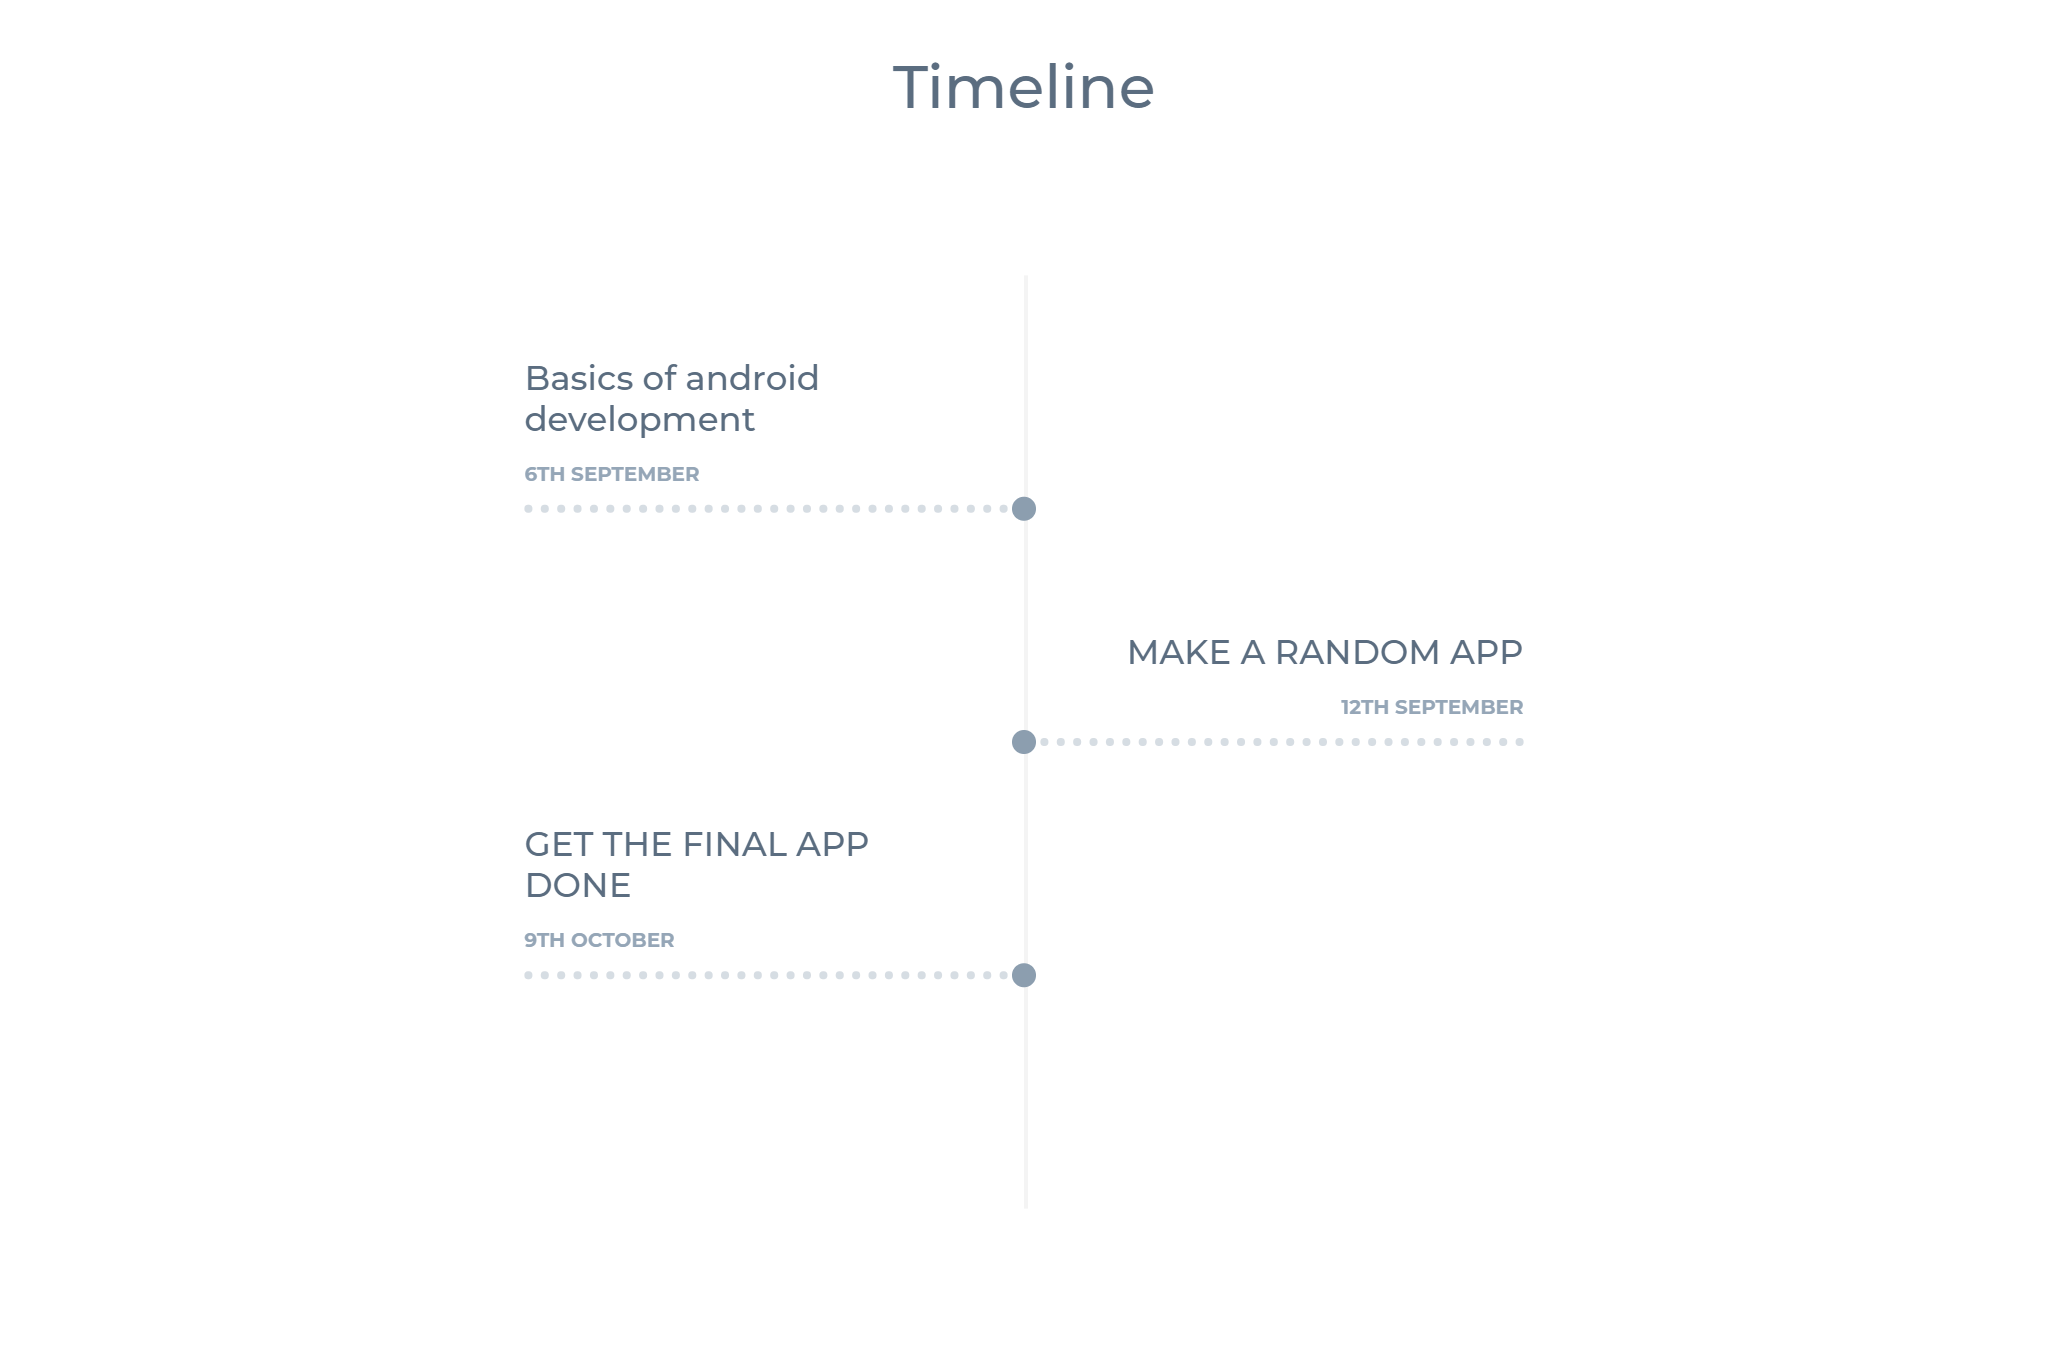 Timeline
Basics of android
development
6TH SEPTEMBER
MAKE A RANDOM APP
12TH SEPTEMBER
GET THE FINAL APP
DONE
9TH OCTOBER